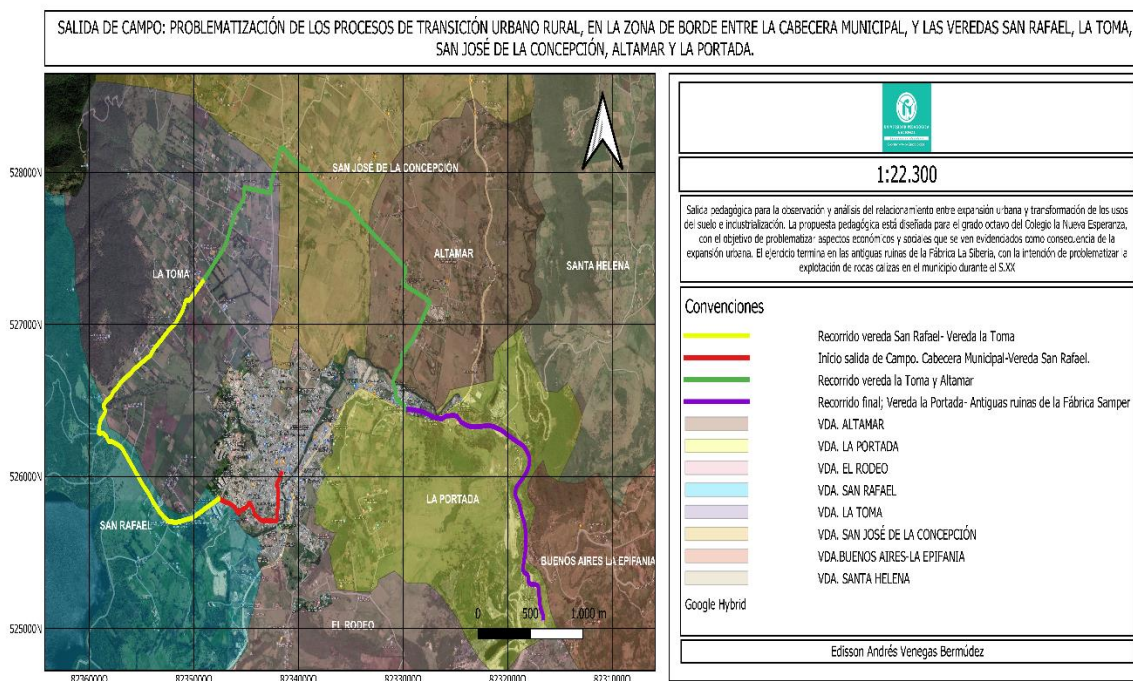 SALIDA DE CAMPO: PROBLEMATIZACIÓN DE LOS PROCESOS DE TRANSICIÓN URBANO RURAL, EN LA ZONA DE BORDE ENTRE LA CABECERA MUNICIPAL, Y LAS VEREDAS SAN RAFAEL, LA TOMA,
SAN JOSÉ DE LA CONCEPCIÓN, ALTAMAR Y LA PORTADA.
528000N
527000N
526000N
525000N
SAN JOSÉ DE LA CONCEPCIÓN
ALTAMAR
SANTA HELENA
LA TOMA
LA PORTADA
SAN RAFAEL
BUENOS AIRES LA EPIFANIA
EL RODEO
0 500 1.000 m
8236000O 8235000O 8234000O 8233000O 8232000O 8231000O
1:22.300
Salida pedagógica para la observación y análisis del relacionamiento entre expansión urbana y transformación de los usos
del suelo e industrialización. La propuesta pedagógica está diseñada para el grado octavo del Colegio la Nueva Esperanza,
con el objetivo de problematizar aspectos económicos y sociales que se ven evidenciados como consecuencia de la
expansión urbana. El ejercicio termina en las antiguas ruinas de la Fábrica La Siberia, con la intención de problematizar la
explotación de rocas calizas en el municipio durante el S.XX
Convenciones
Recorrido vereda San Rafael- Vereda la Toma
Inicio salida de Campo. Cabecera Municipal-Vereda San Rafael.
Recorrido vereda la Toma y Altamar
Recorrido final; Vereda la Portada- Antiguas ruinas de la Fábrica Samper
VDA. ALTAMAR
VDA. LA PORTADA
VDA. EL RODEO
VDA. SAN RAFAEL
VDA. LA TOMA
VDA. SAN JOSÉ DE LA CONCEPCIÓN
VDA.BUENOS AIRES-LA EPIFANIA
VDA. SANTA HELENA
Google Hybrid
Edisson Andrés Venegas Bermúdez